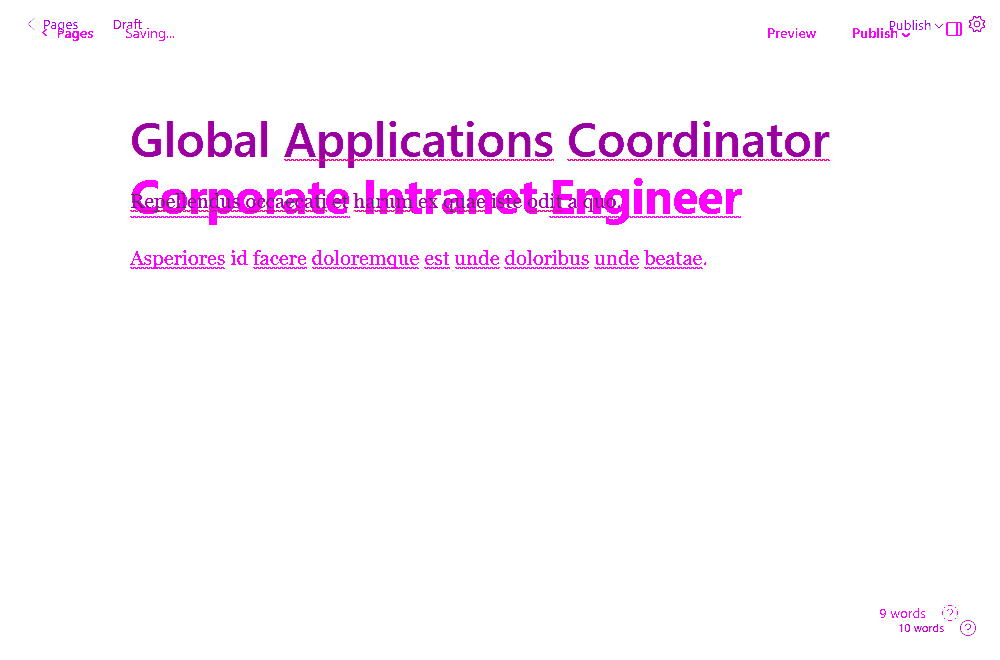 Pages Draft Publish
Pages Saving... Preview Publish
Global Applications Coordinator
Corporate Intranet Engineer
Repellendus occaecati et harum ex quae iste odit a quo.
Asperiores id facere doloremque est unde doloribus unde beatae.
9 words ?
10 words ?